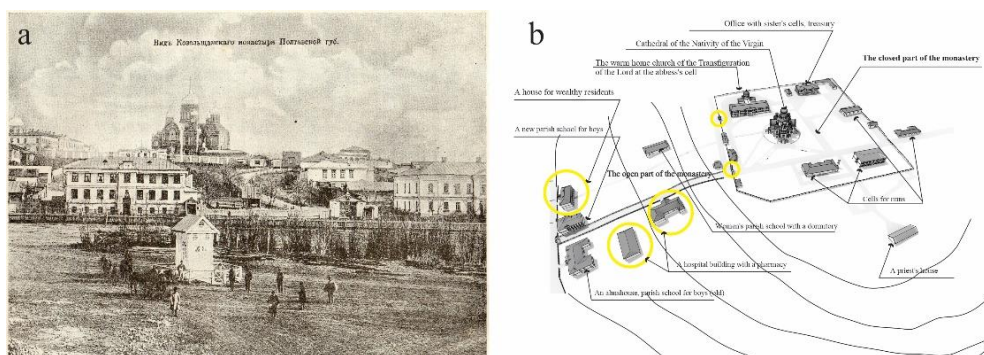 a
Видъ Козельщанскаго монастыря Полтавской губ.
b
Office with sister's cells, treasury
Cathedral of the Nativity of the Virgin
The warm home church of the Transfiguration
of the Lord at the abbess's cell
The closed part of the monastery
A house for wealthy residents
A new parish school for boys
The open part of the monastery
Cells for nuns
Women's parish school with a dormitory
A hospital building with a pharmacy
A priest's house
An almshouse, parish school for boys (old)